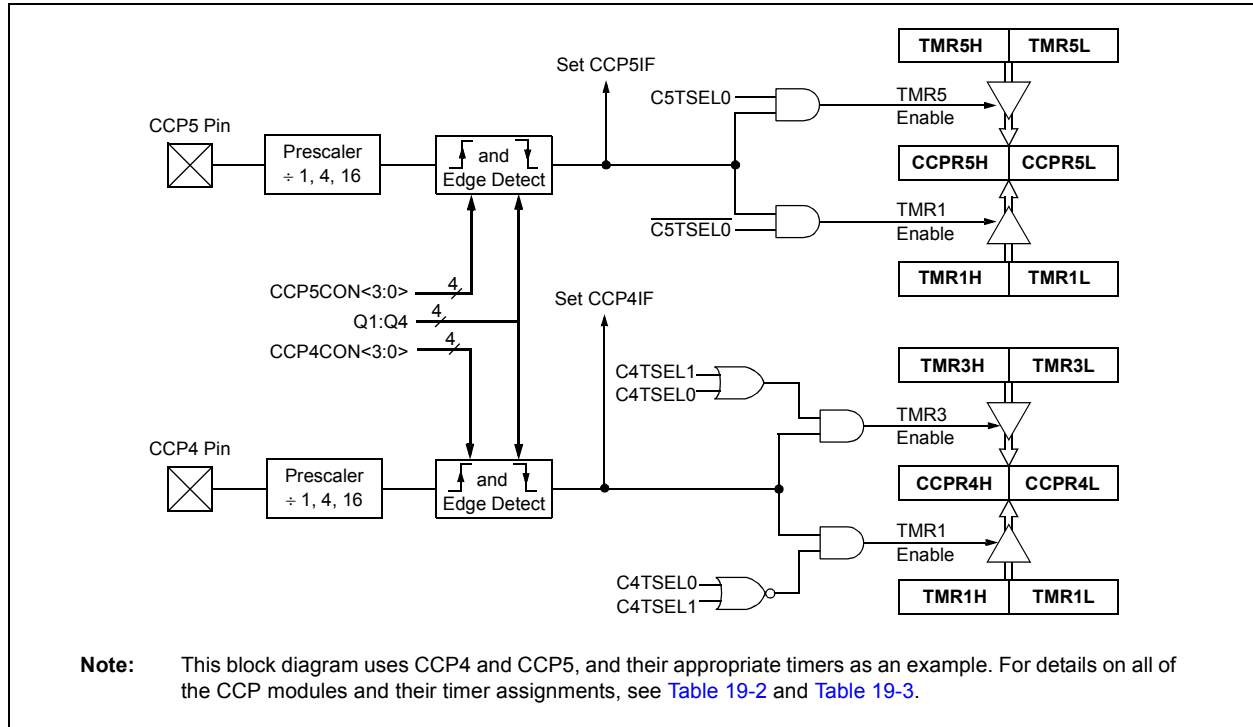 TMR5H TMR5L
Set CCP5IF
C5TSEL0
TMR5
Enable
CCP5 Pin
Prescaler
÷ 1, 4, 16
and
Edge Detect
CCPR5H CCPR5L
C5TSEL0
TMR1
Enable
TMR1H TMR1L
CCP5CON<3:0>
4
Q1:Q4
4
CCP4CON<3:0>
4
Set CCP4IF
TMR3H TMR3L
C4TSEL1
C4TSEL0
TMR3
Enable
CCP4 Pin
Prescaler
÷ 1, 4, 16
and
Edge Detect
CCPR4H CCPR4L
TMR1
Enable
C4TSEL0
C4TSEL1
TMR1H TMR1L
Note: This block diagram uses CCP4 and CCP5, and their appropriate timers as an example. For details on all of
the CCP modules and their timer assignments, see Table 19-2 and Table 19-3.